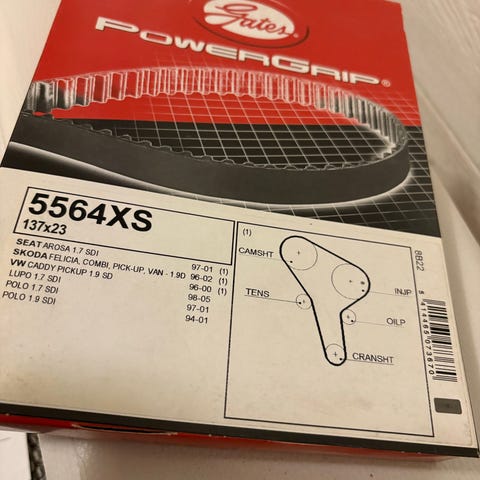 Gates
POWERGRIP®
5564XS
137x23
SEAT AROSA 1.7 SDI 97-01 (1)
SKODA FELICIA, COMBI, PICK-UP, VAN - 1.9D 96-02 (1)
VW CADDY PICKUP 1.9 SD 96-00 (1)
LUPO 1.7 SDI 98-05
POLO 1.7 SDI 97-01
POLO 1.9 SDI 94-01
(1)
CAMSHT
INJP
TENS
OILP
CRANSHT
8B22
5 414465 073670